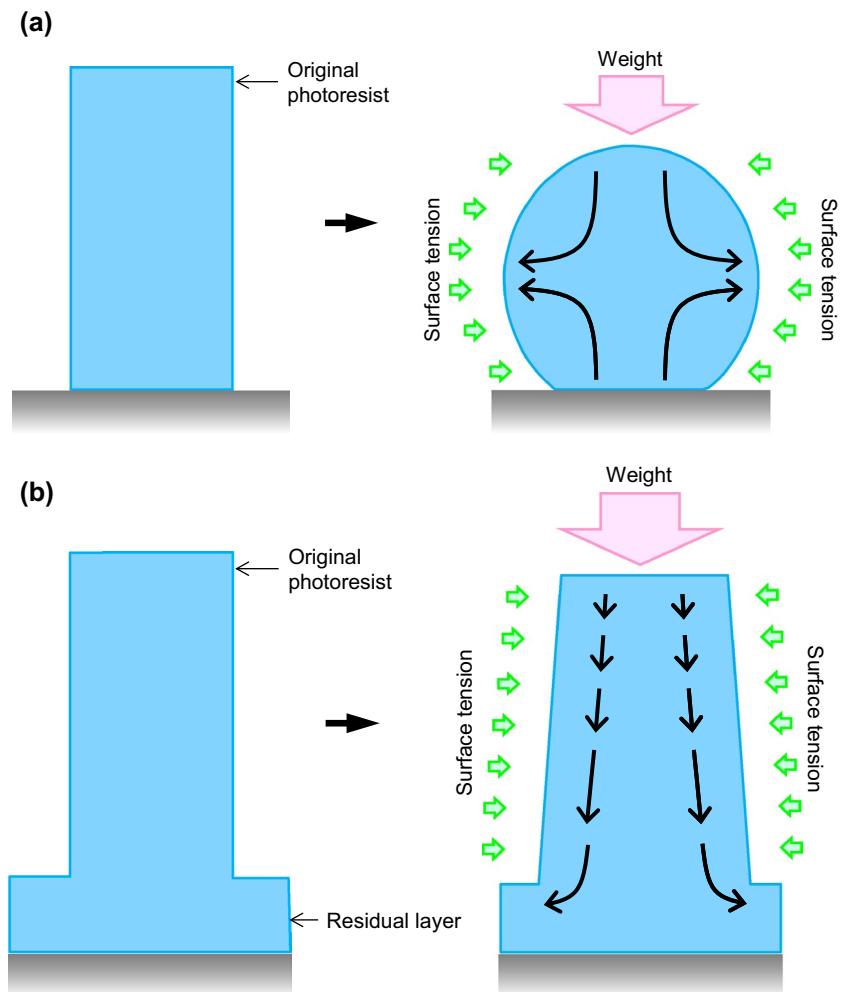 (a)
Original
photoresist
Weight
Surface tension
Surface tension
(b)
Original
photoresist
Residual layer
Weight
Surface tension
Surface tension